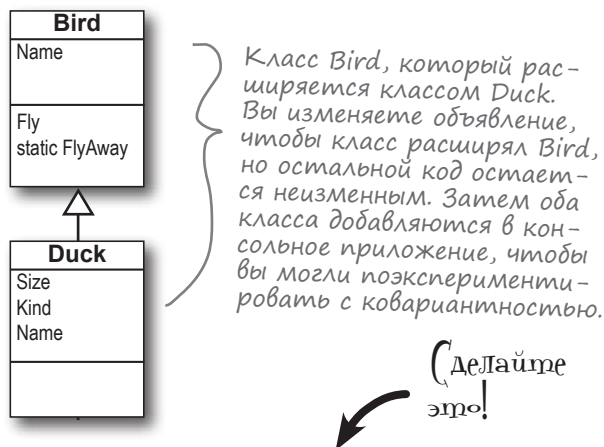 Bird
Name
Fly
static FlyAway
Duck
Size
Kind
Name
Класс Bird, который рас-
ширяется классом Duck.
Вы изменяете объявление,
чтобы класс расширял Bird,
но остальной код остает-
ся неизменным. Затем оба
класса добавляются в кон-
сольное приложение, чтобы
вы могли поэксперименти-
ровать с ковариантностью.
Сделайте
это!